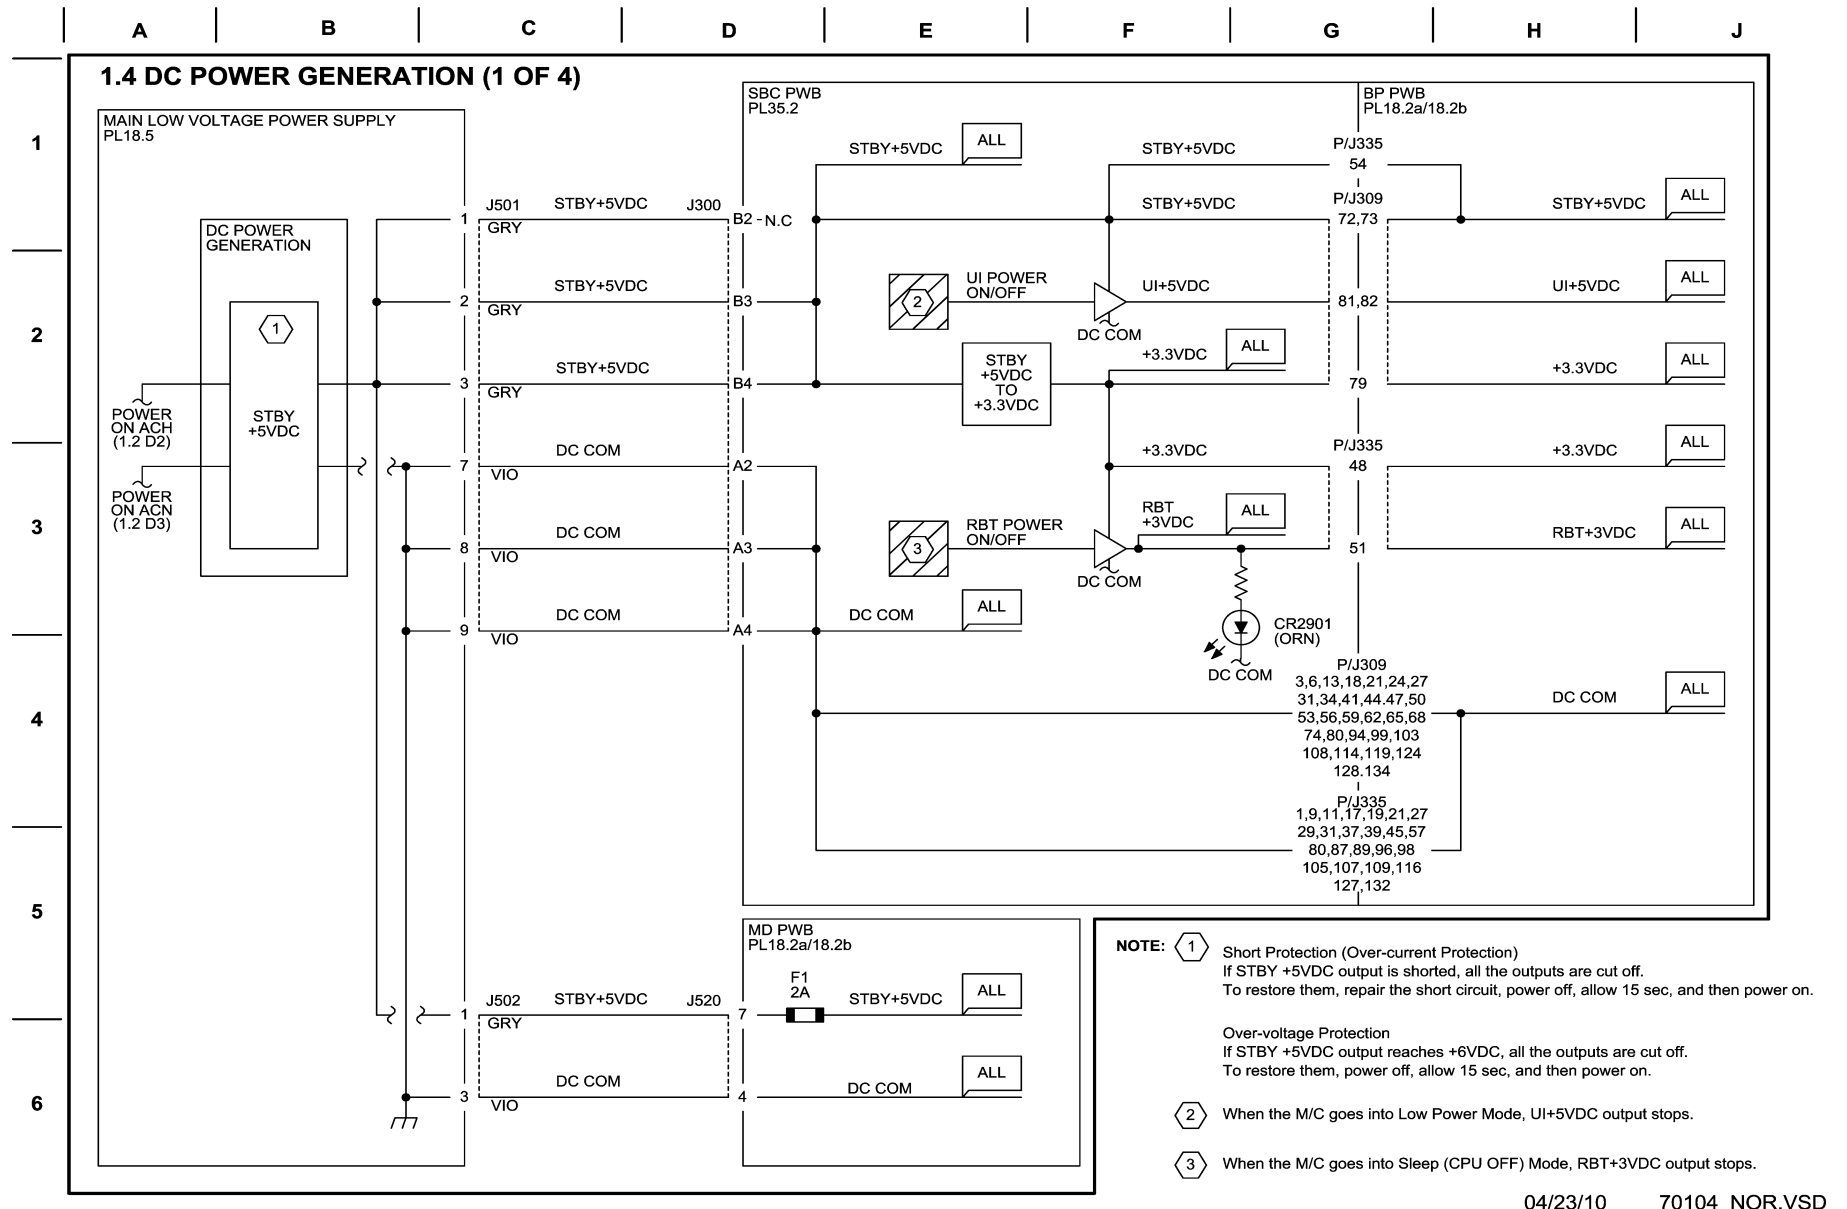 A B C D E F G H J
1
2
3
4
5
6
1.4 DC POWER GENERATION (1 OF 4)
MAIN LOW VOLTAGE POWER SUPPLY
PL18.5
DC POWER
GENERATION
1
STBY
+5VDC
POWER
ON ACH
(1.2 D2)
POWER
ON ACN
(1.2 D3)
1
2
3
7
8
9
J501
GRY
GRY
GRY
VIO
VIO
VIO
STBY+5VDC
STBY+5VDC
STBY+5VDC
DC COM
DC COM
DC COM
J300
B2
N.C
B3
B4
A2
A3
A4
SBC PWB
PL35.2
STBY+5VDC
ALL
2
UI POWER
ON/OFF
STBY
+5VDC
TO
+3.3VDC
3
RBT POWER
ON/OFF
DC COM
ALL
STBY+5VDC
STBY+5VDC
UI+5VDC
DC COM
+3.3VDC
ALL
+3.3VDC
RBT
+3VDC
ALL
DC COM
CR2901
(ORN)
DC COM
BP PWB
PL18.2a/18.2b
P/J335
54
P/J309
72,73
81,82
79
P/J335
48
51
P/J309
3,6,13,18,21,24,27
31,34,41,44.47,50
53,56,59,62,65,68
74,80,94,99,103
108,114,119,124
128.134
P/J335
1,9,11,17,19,21,27
29,31,37,39,45,57
80,87,89,96,98
105,107,109,116
127,132
STBY+5VDC
ALL
UI+5VDC
ALL
+3.3VDC
ALL
+3.3VDC
ALL
RBT+3VDC
ALL
DC COM
ALL
1
3
J502
GRY
VIO
STBY+5VDC
DC COM
J520
7
4
MD PWB
PL18.2a/18.2b
F1
2A
STBY+5VDC
ALL
DC COM
ALL
NOTE: 1 Short Protection (Over-current Protection)
If STBY +5VDC output is shorted, all the outputs are cut off.
To restore them, repair the short circuit, power off, allow 15 sec, and then power on.
Over-voltage Protection
If STBY +5VDC output reaches +6VDC, all the outputs are cut off.
To restore them, power off, allow 15 sec, and then power on.
2 When the M/C goes into Low Power Mode, UI+5VDC output stops.
3 When the M/C goes into Sleep (CPU OFF) Mode, RBT+3VDC output stops.
04/23/10 70104_NOR.VSD